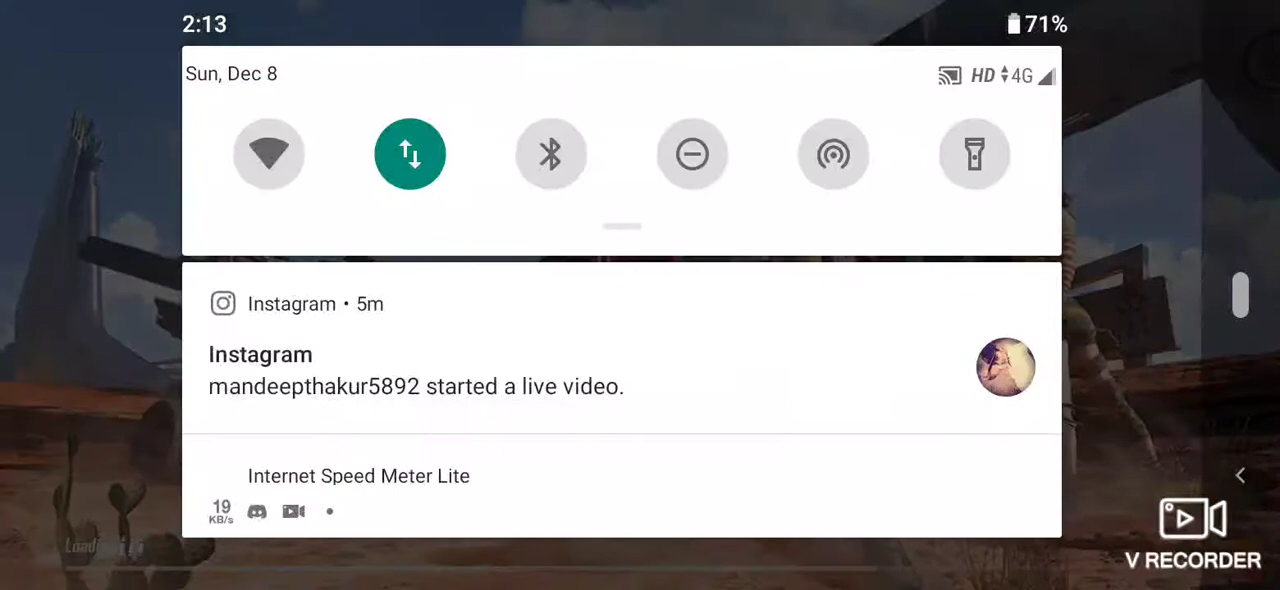 2:13
71%
Sun, Dec 8
HD 4G
Instagram • 5m
Instagram
mandeepthakur5892 started a live video.
Internet Speed Meter Lite
19
KB/s
V RECORDER